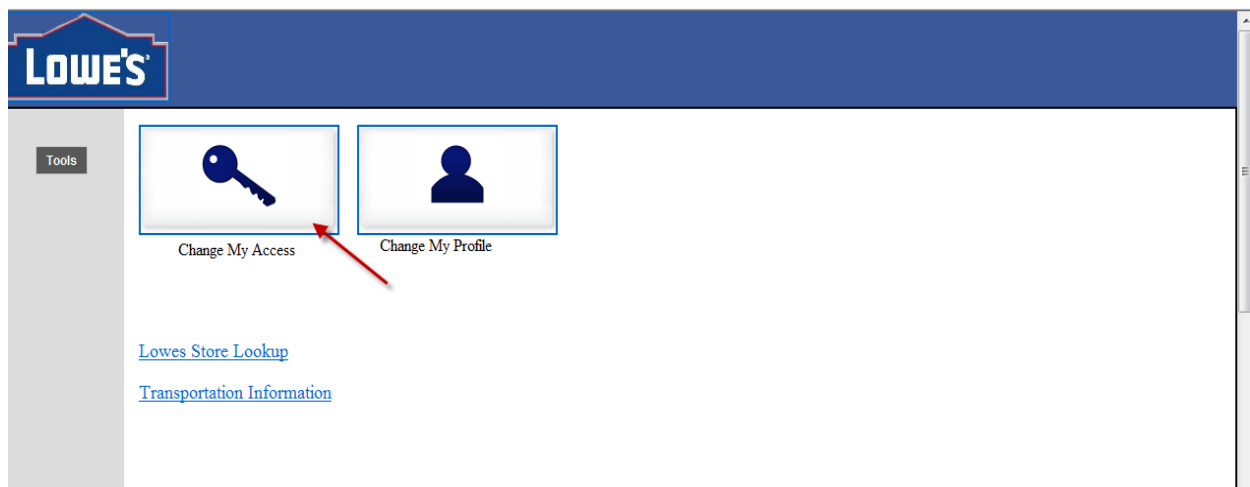 LOWE'S
Tools
Change My Access
Change My Profile
Lowes Store Lookup
Transportation Information